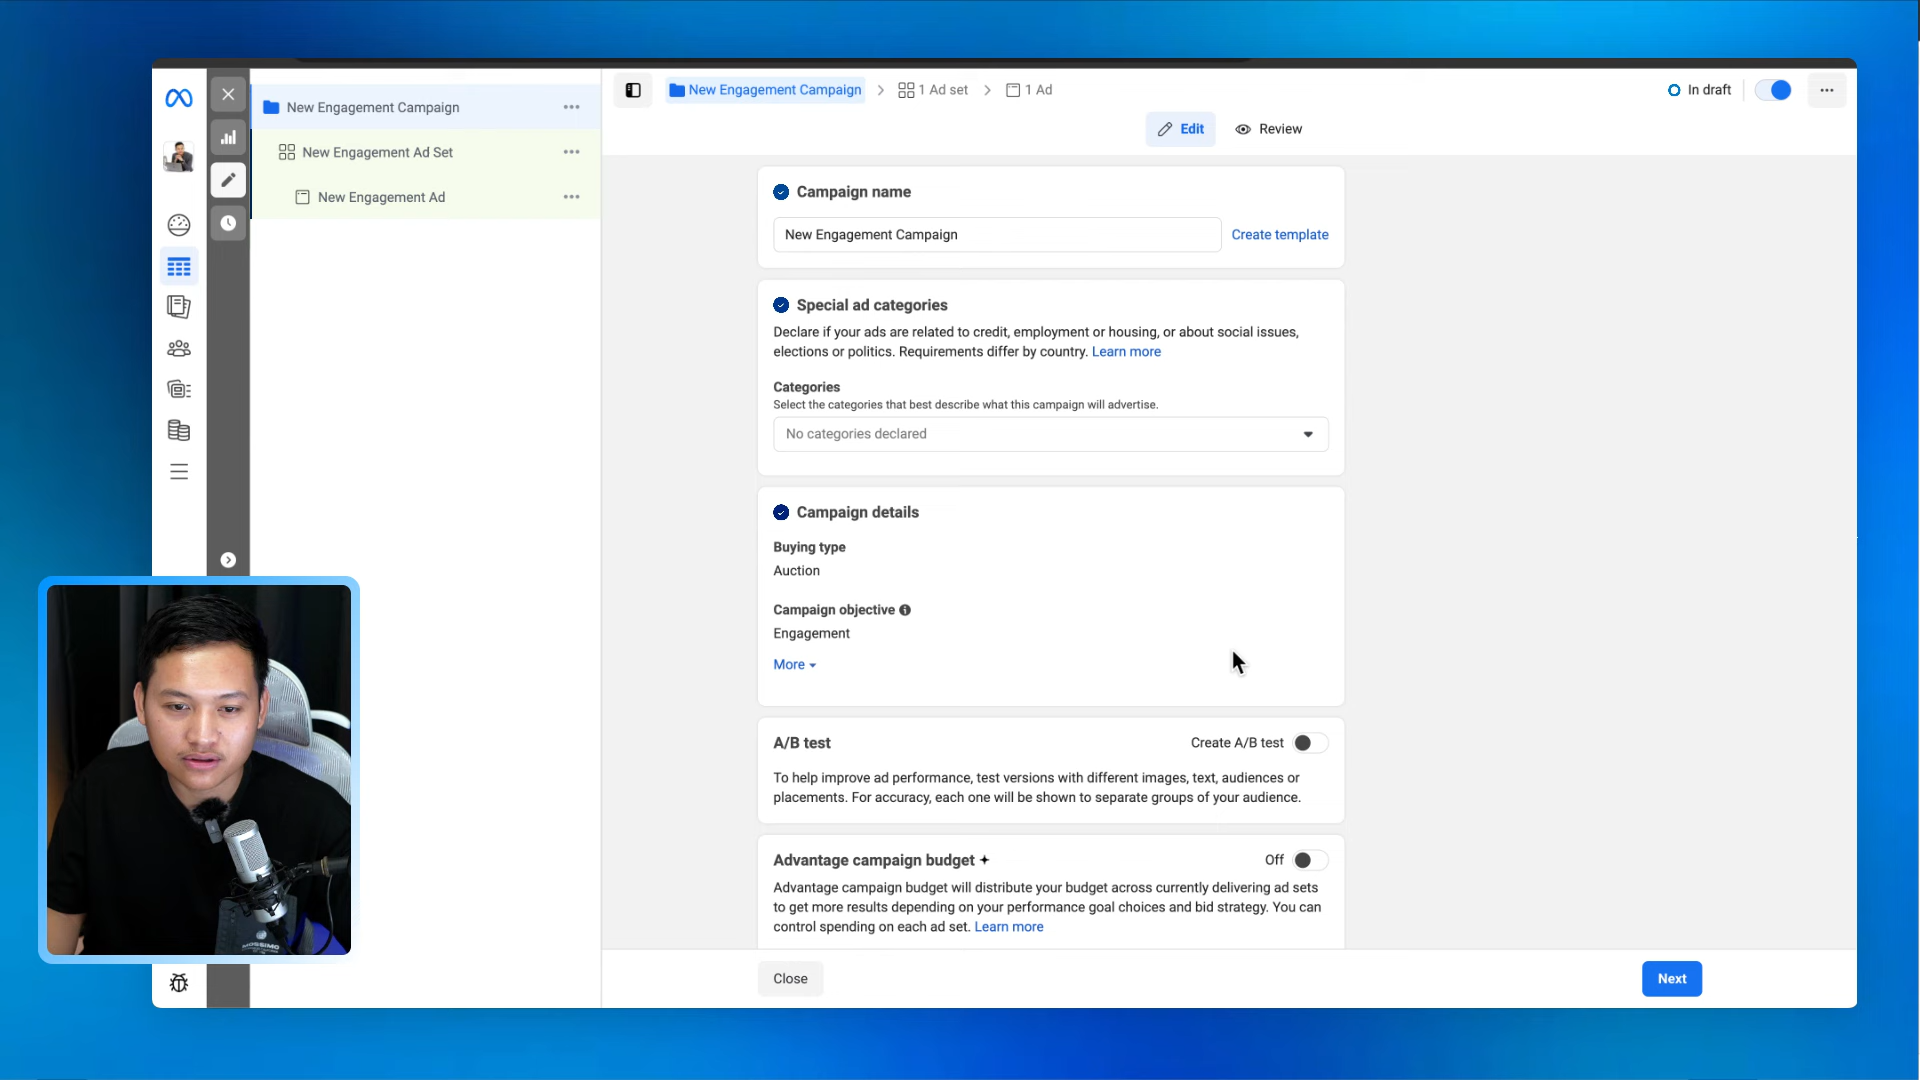 New Engagement Campaign
New Engagement Ad Set
New Engagement Ad
New Engagement Campaign
1 Ad set
1 Ad
In draft
Edit
Review
Campaign name
New Engagement Campaign
Create template
Special ad categories
Declare if your ads are related to credit, employment or housing, or about social issues,
elections or politics. Requirements differ by country. Learn more
Categories
Select the categories that best describe what this campaign will advertise.
No categories declared
Campaign details
Buying type
Auction
Campaign objective
Engagement
More
A/B test
Create A/B test
To help improve ad performance, test versions with different images, text, audiences or
placements. For accuracy, each one will be shown to separate groups of your audience.
Advantage campaign budget
Off
Advantage campaign budget will distribute your budget across currently delivering ad sets
to get more results depending on your performance goal choices and bid strategy. You can
control spending on each ad set. Learn more
Close
Next
MOSSIMO